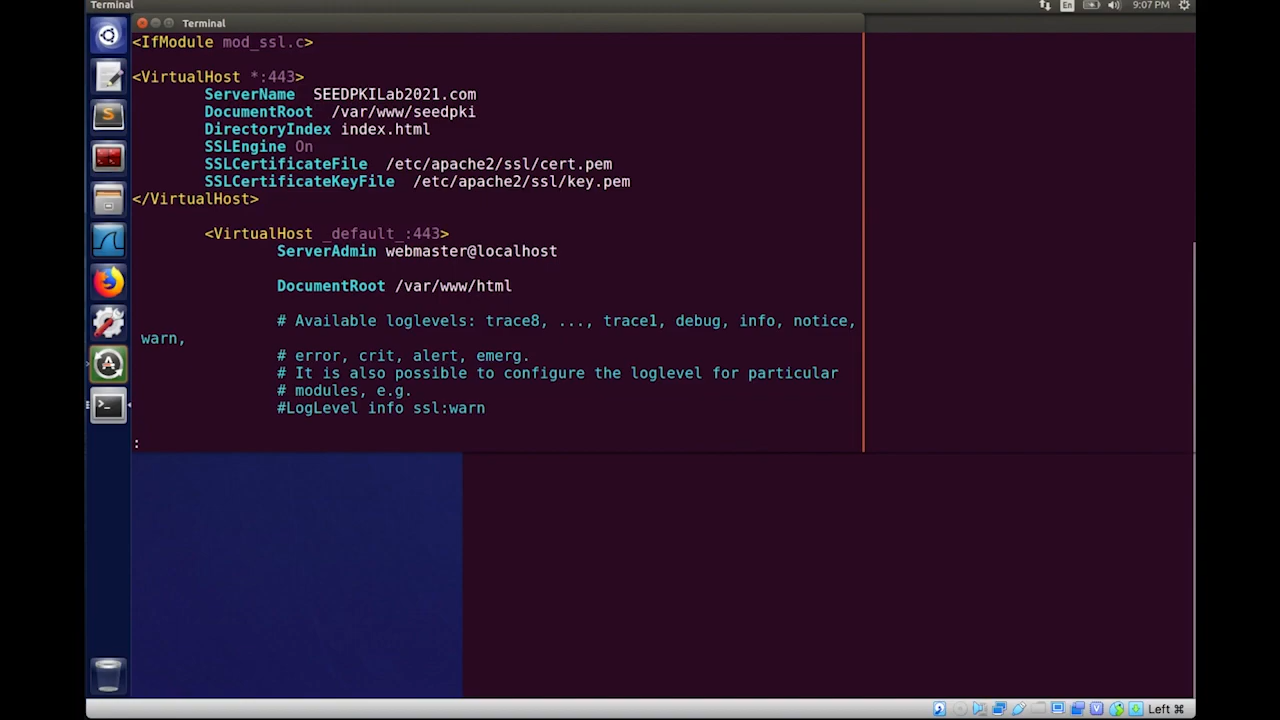 Terminal
En
9:07 PM
Terminal
<IfModule mod_ssl.c>
<VirtualHost *:443>
ServerName SEEDPKILab2021.com
DocumentRoot /var/www/seedpki
DirectoryIndex index.html
SSLEngine On
SSLCertificateFile /etc/apache2/ssl/cert.pem
SSLCertificateKeyFile /etc/apache2/ssl/key.pem
</VirtualHost>
<VirtualHost _default_:443>
ServerAdmin webmaster@localhost
DocumentRoot /var/www/html
# Available loglevels: trace8, ..., trace1, debug, info, notice,
warn,
# error, crit, alert, emerg.
# It is also possible to configure the loglevel for particular
# modules, e.g.
#LogLevel info ssl:warn
:
Left ⌘